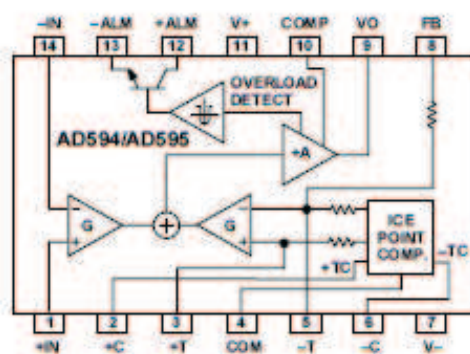 –IN –ALM +ALM V+ COMP VO FB
14 13 12 11 10 9 8
OVERLOAD
DETECT
AD594/AD595
+A
– –
G G
+ +
ICE
POINT
COMP.
+TC –TC
1 2 3 4 5 6 7
+IN +C +T COM –T –C V–